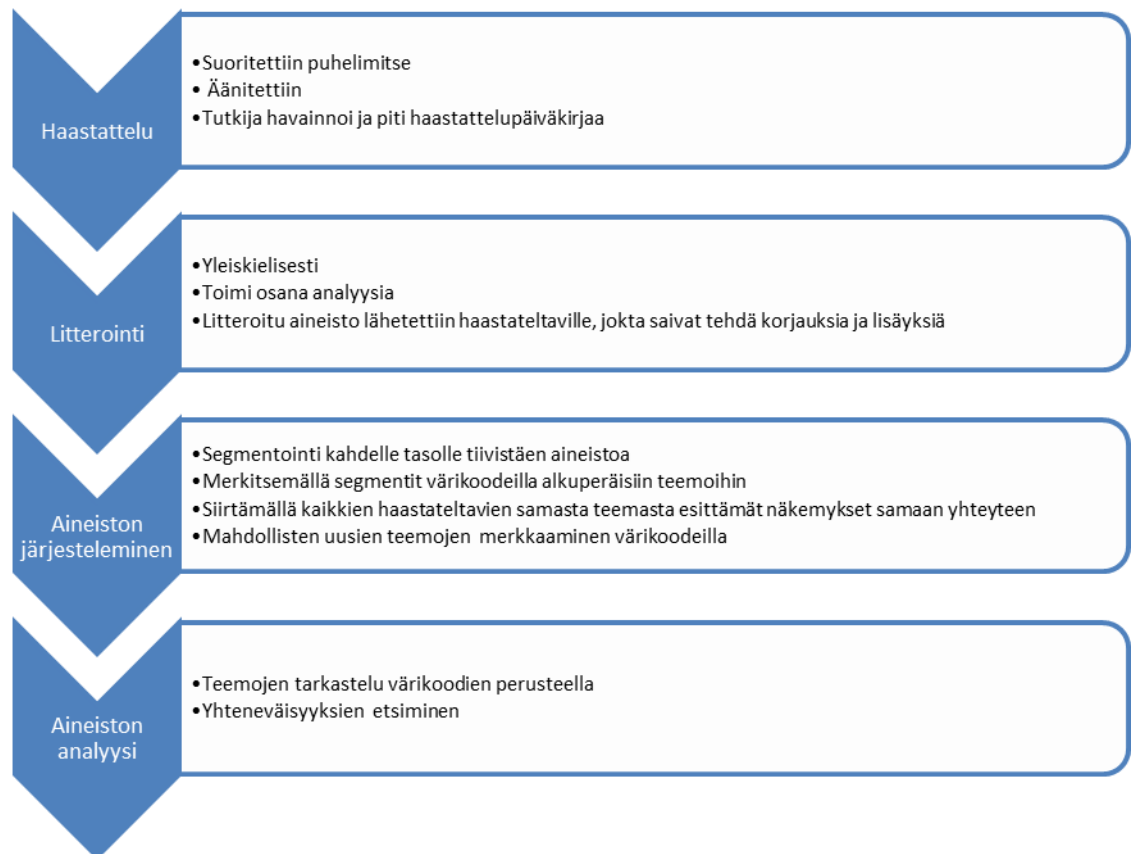 Haastattelu
•Suoritettiin puhelimitse
• Äänitettiin
•Tutkija havainnoi ja piti haastattelupäiväkirjaa
Litterointi
•Yleiskielisesti
•Toimi osana analyysia
•Litteroitu aineisto lähetettiin haastateltaville, jokta saivat tehdä korjauksia ja lisäyksiä
Aineiston
järjesteleminen
•Segmentointi kahdelle tasolle tiivistäen aineistoa
•Merkitsemällä segmentit värikoodeilla alkuperäisiin teemoihin
•Siirtämällä kaikkien haastateltavien samasta teemasta esittämät näkemykset samaan yhteyteen
•Mahdollisten uusien teemojen merkkaaminen värikoodeilla
Aineiston
analyysi
•Teemojen tarkastelu värikoodien perusteella
•Yhteneväisyyksien etsiminen